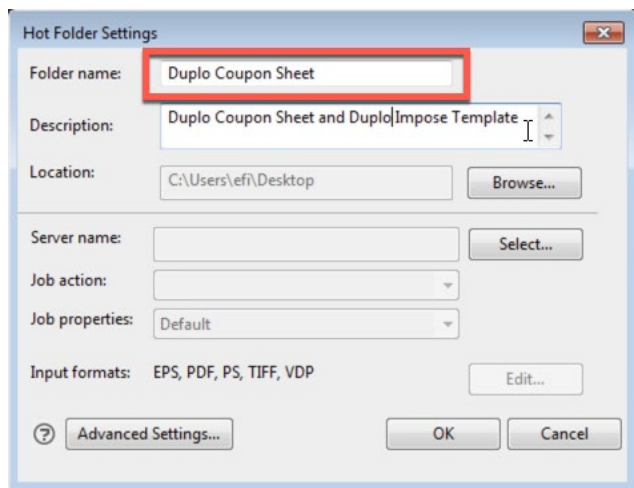 Hot Folder Settings
Folder name: Duplo Coupon Sheet
Description: Duplo Coupon Sheet and Duplo Impose Template
Location: C:\Users\efi\Desktop Browse...
Server name: Select...
Job action:
Job properties: Default
Input formats: EPS, PDF, PS, TIFF, VDP Edit...
? Advanced Settings... OK Cancel